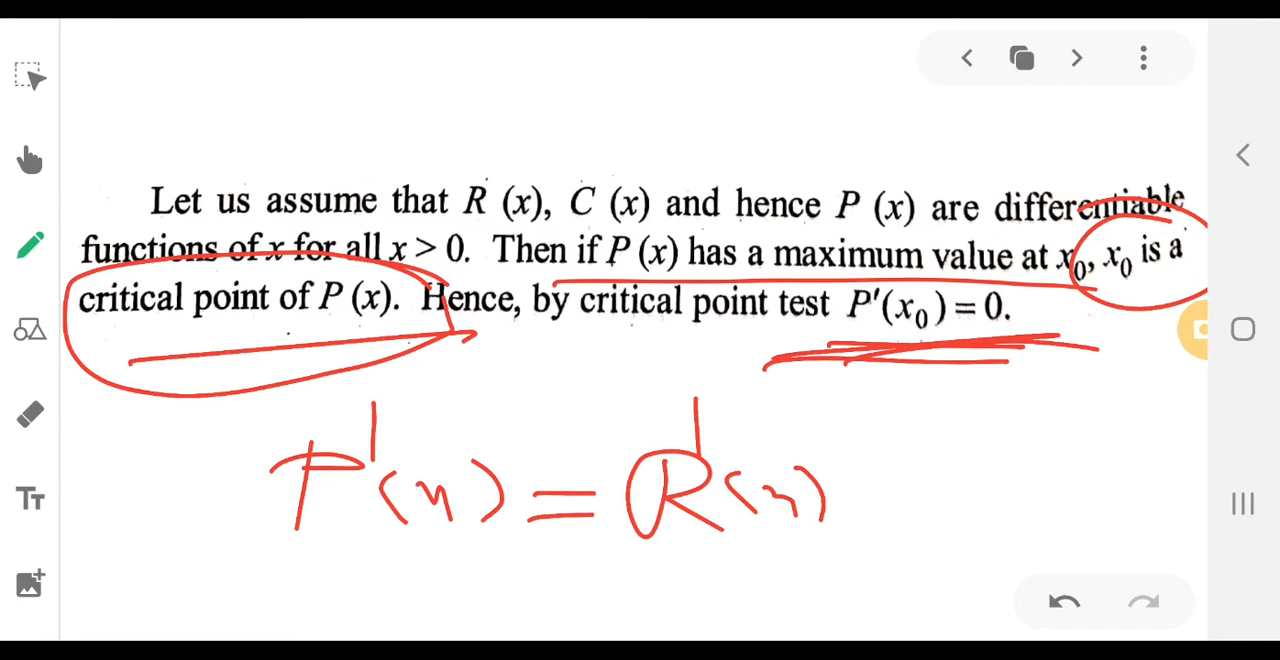 Let us assume that R (x), C (x) and hence P (x) are differentiable
functions of x for all x > 0. Then if P (x) has a maximum value at x₀, x₀ is a
critical point of P (x). Hence, by critical point test P′(x₀) = 0.
P'(x) = R'(x)
Tт